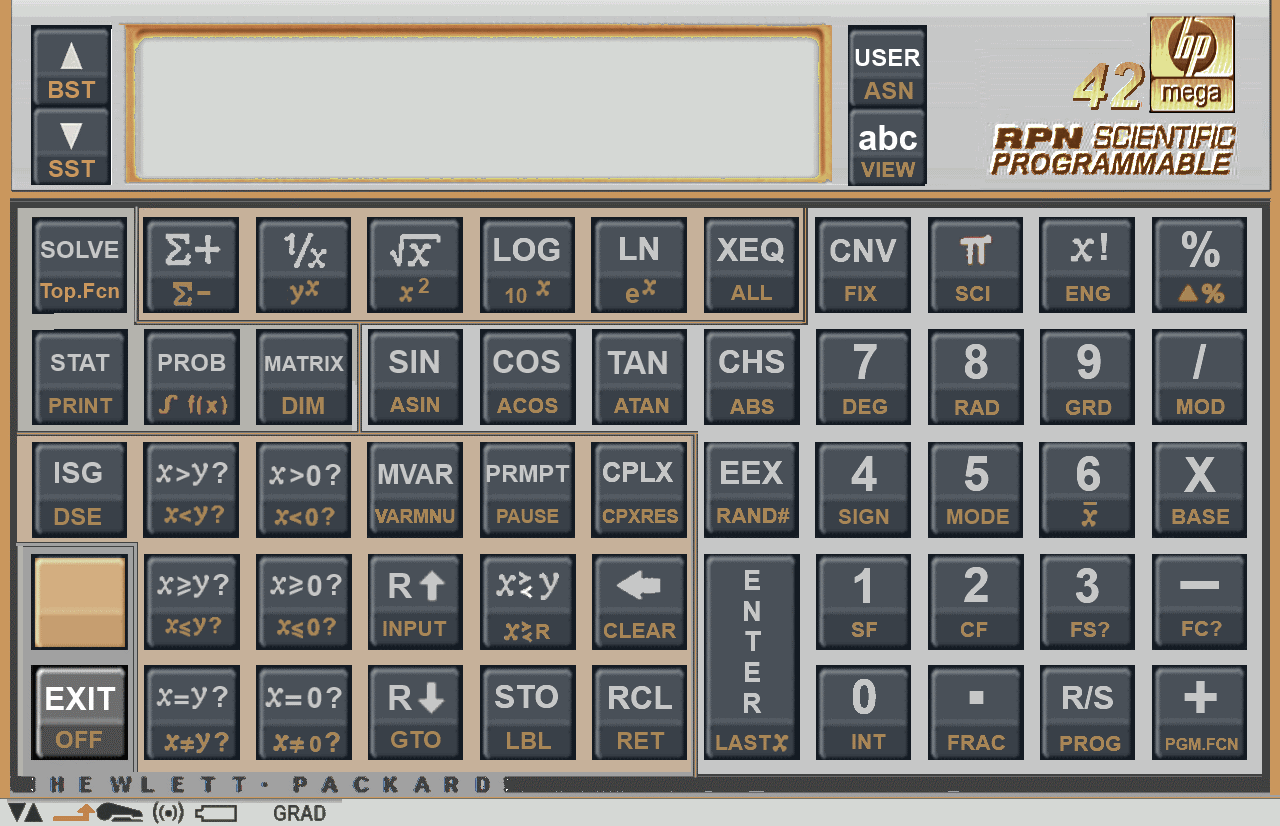 ▲ USER hp
BST ASN 42 mega
▼ abc RPN SCIENTIFIC
SST VIEW PROGRAMMABLE
SOLVE Σ+ 1/x √x LOG LN XEQ CNV π x! %
Top.Fcn Σ- yˣ x² 10ˣ eˣ ALL FIX SCI ENG ▲%
STAT PROB MATRIX SIN COS TAN CHS 7 8 9 /
PRINT ∫ f(x) DIM ASIN ACOS ATAN ABS DEG RAD GRD MOD
ISG x>y? x>0? MVAR PRMPT CPLX EEX 4 5 6 X
DSE x<y? x<0? VARMNU PAUSE CPXRES RAND# SIGN MODE x̄ BASE
x≥y? x≥0? R↑ x≷y ← ENTER 1 2 3 −
x≤y? x≤0? INPUT x≷R CLEAR SF CF FS? FC?
EXIT x=y? x=0? R↓ STO RCL 0 . R/S +
OFF x≠y? x≠0? GTO LBL RET LASTx INT FRAC PROG PGM.FCN
HEWLETT · PACKARD
▼▲ GRAD